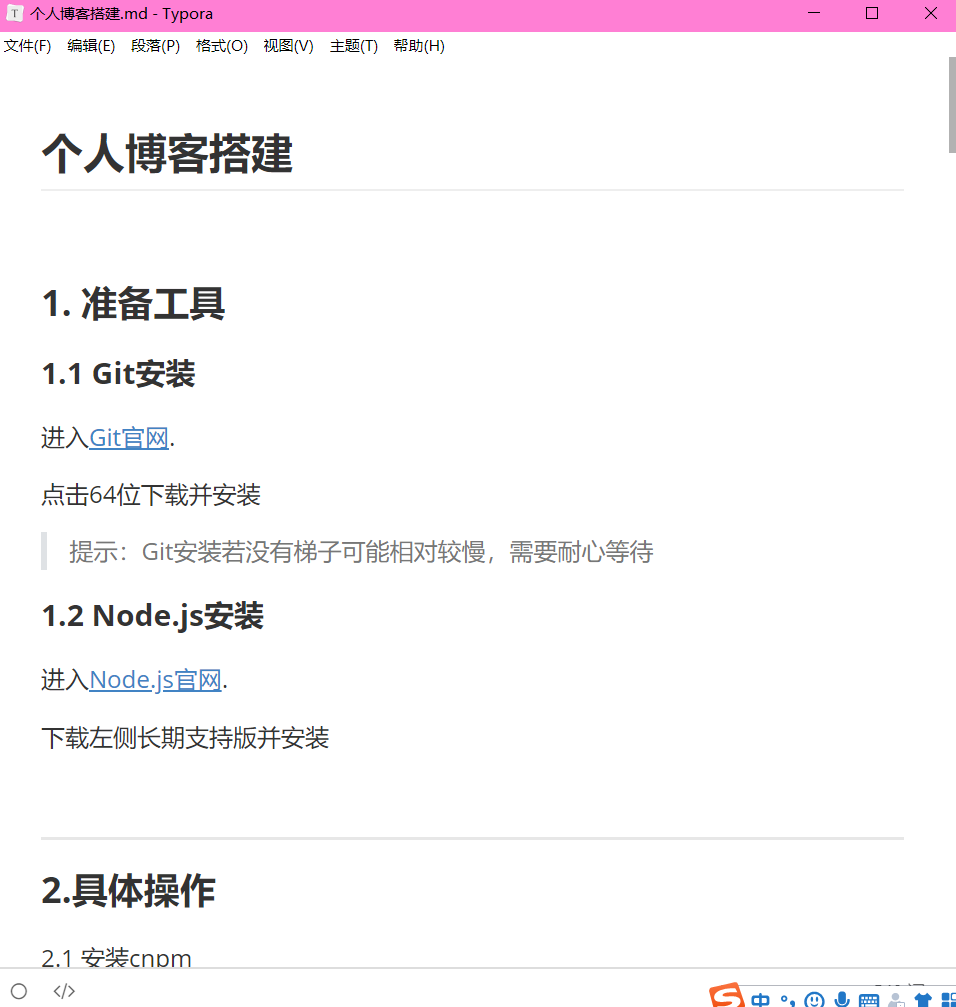 个人博客搭建.md - Typora
文件(F) 编辑(E) 段落(P) 格式(O) 视图(V) 主题(T) 帮助(H)
个人博客搭建
1. 准备工具
1.1 Git安装
进入Git官网.
点击64位下载并安装
提示：Git安装若没有梯子可能相对较慢，需要耐心等待
1.2 Node.js安装
进入Node.js官网.
下载左侧长期支持版并安装
2.具体操作
2.1 安装cnpm
</>
中